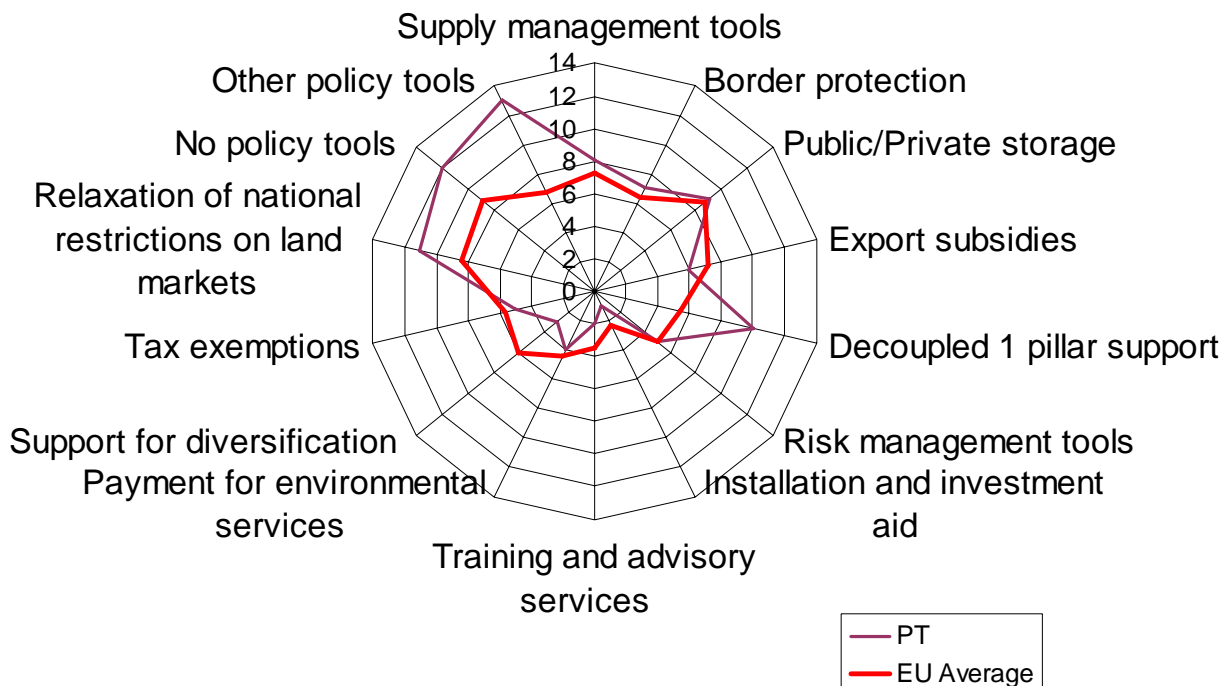 Supply management tools
14
12
10
8
6
4
2
0
Border protection
Public/Private storage
Export subsidies
Decoupled 1 pillar support
Risk management tools
Installation and investment
aid
Training and advisory
services
Payment for environmental
services
Support for diversification
Tax exemptions
Relaxation of national
restrictions on land
markets
No policy tools
Other policy tools
PT
EU Average